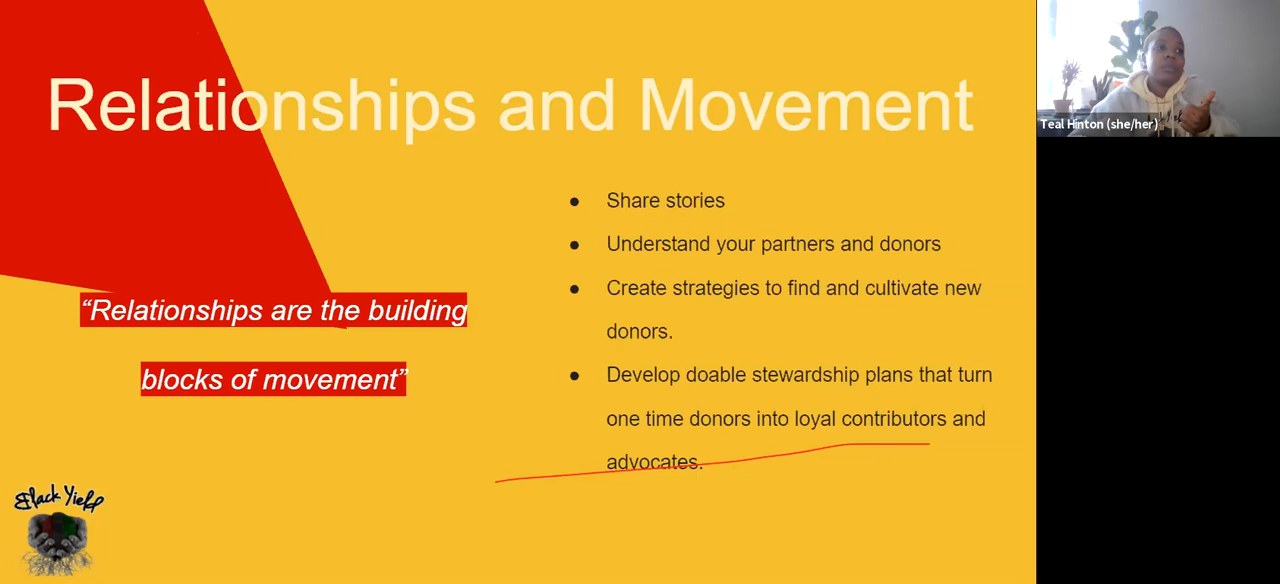 Relationships and Movement
Teal Hinton (she/her)
● Share stories
● Understand your partners and donors
● Create strategies to find and cultivate new
donors.
● Develop doable stewardship plans that turn
one time donors into loyal contributors and
advocates.
“Relationships are the building
blocks of movement”
Black Yield